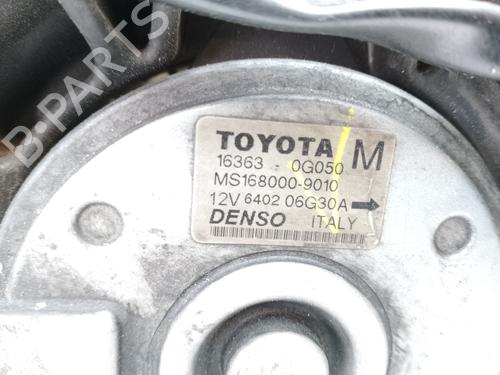 B-PARTS
TOYOTA M
16363 - 0G050
MS168000-9010
12V 6402 06G30A
DENSO ITALY